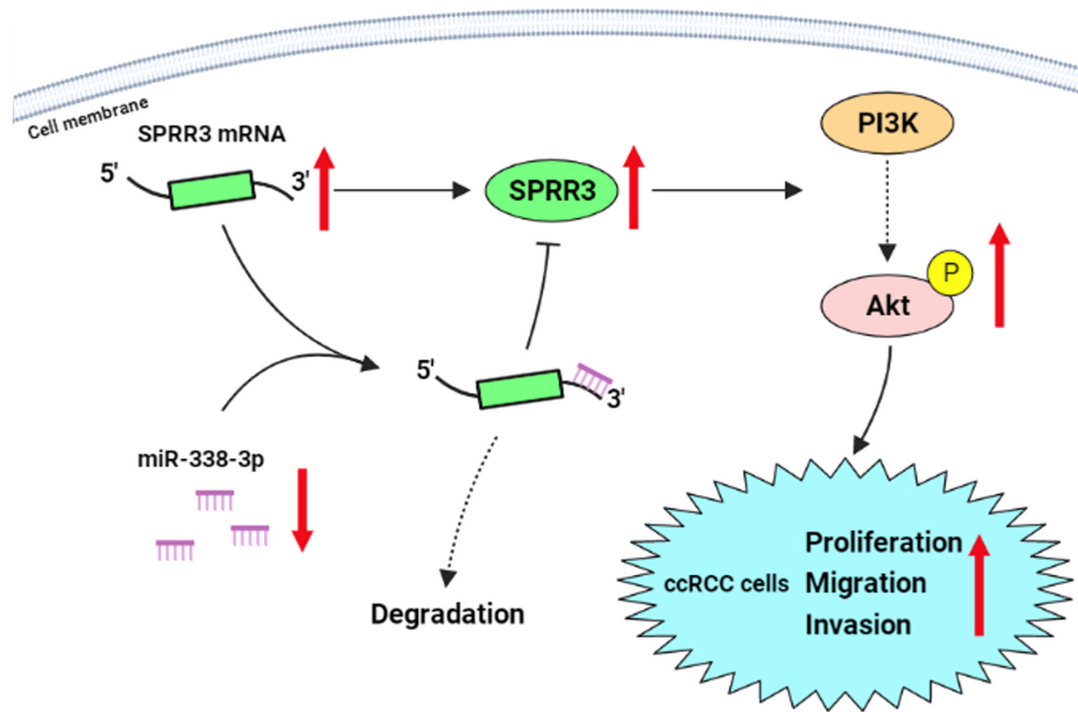 Cell membrane
SPRR3 mRNA
5'
3'
SPRR3
PI3K
P
Akt
5'
3'
miR-338-3p
Degradation
Proliferation
ccRCC cells
Migration
Invasion